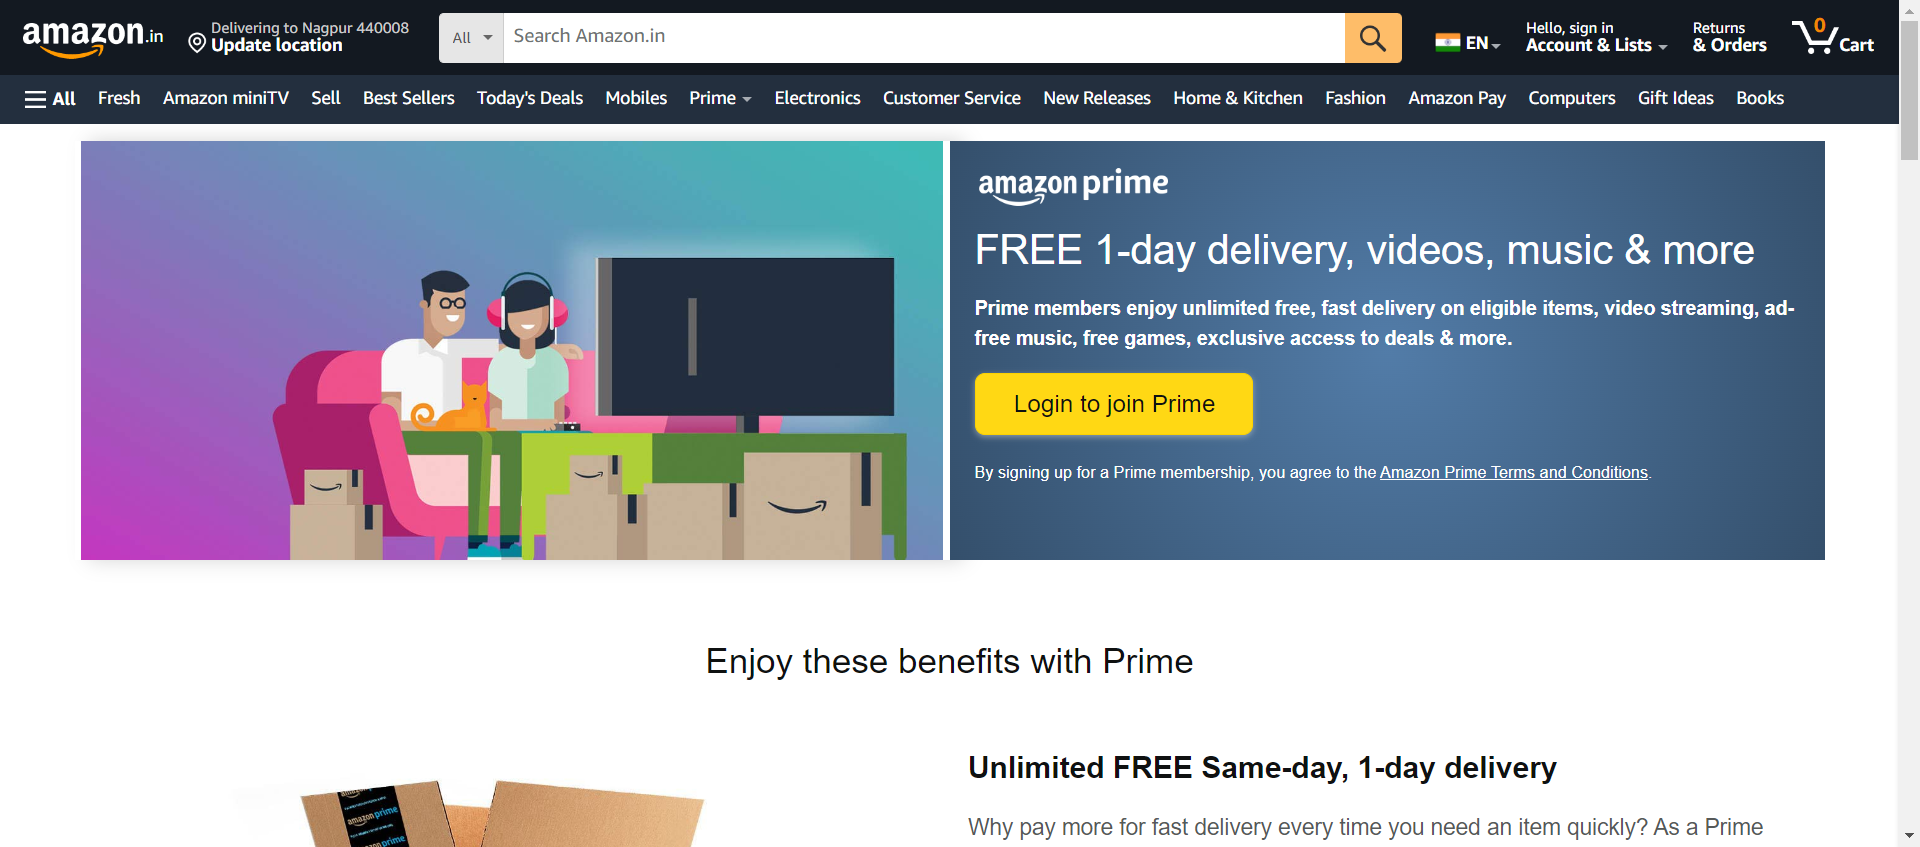 amazon.in
Delivering to Nagpur 440008
Update location
All
Search Amazon.in
EN
Hello, sign in
Account & Lists
Returns
& Orders
0
Cart
All Fresh Amazon miniTV Sell Best Sellers Today's Deals Mobiles Prime Electronics Customer Service New Releases Home & Kitchen Fashion Amazon Pay Computers Gift Ideas Books
amazon prime
FREE 1-day delivery, videos, music & more
Prime members enjoy unlimited free, fast delivery on eligible items, video streaming, ad-
free music, free games, exclusive access to deals & more.
Login to join Prime
By signing up for a Prime membership, you agree to the Amazon Prime Terms and Conditions.
Enjoy these benefits with Prime
Unlimited FREE Same-day, 1-day delivery
Why pay more for fast delivery every time you need an item quickly? As a Prime
amazon prime